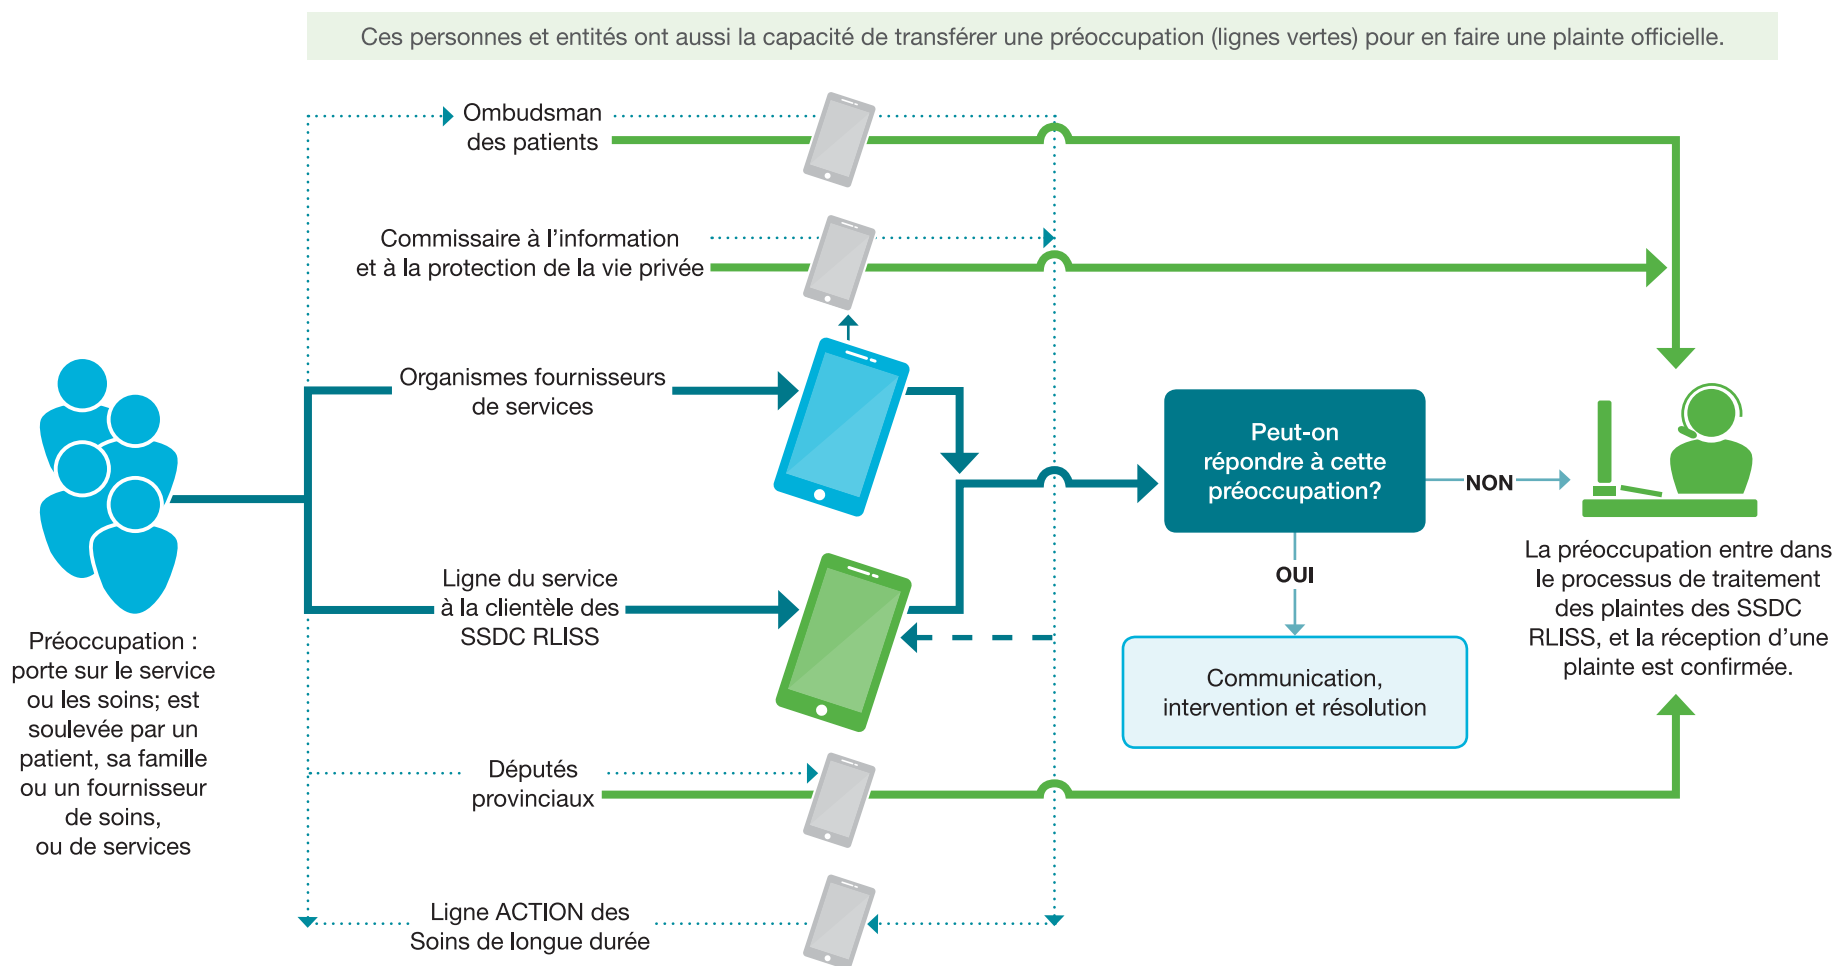 Ces personnes et entités ont aussi la capacité de transférer une préoccupation (lignes vertes) pour en faire une plainte officielle.
Ombudsman
des patients
Commissaire à l’information
et à la protection de la vie privée
Organismes fournisseurs
de services
Ligne du service
à la clientèle des
SSDC RLISS
Députés
provinciaux
Ligne ACTION des
Soins de longue durée
Préoccupation :
porte sur le service
ou les soins; est
soulevée par un
patient, sa famille
ou un fournisseur
de soins,
ou de services
Peut-on
répondre à cette
préoccupation?
NON
OUI
Communication,
intervention et résolution
La préoccupation entre dans
le processus de traitement
des plaintes des SSDC
RLISS, et la réception d’une
plainte est confirmée.